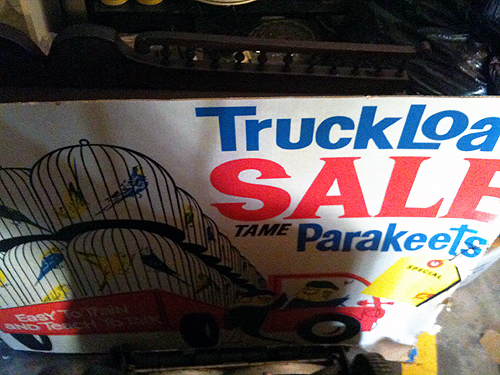 TruckLoa
SALE
TAME Parakeets
SPECIAL
EASY TO TRAIN
AND TEACH TO TALK